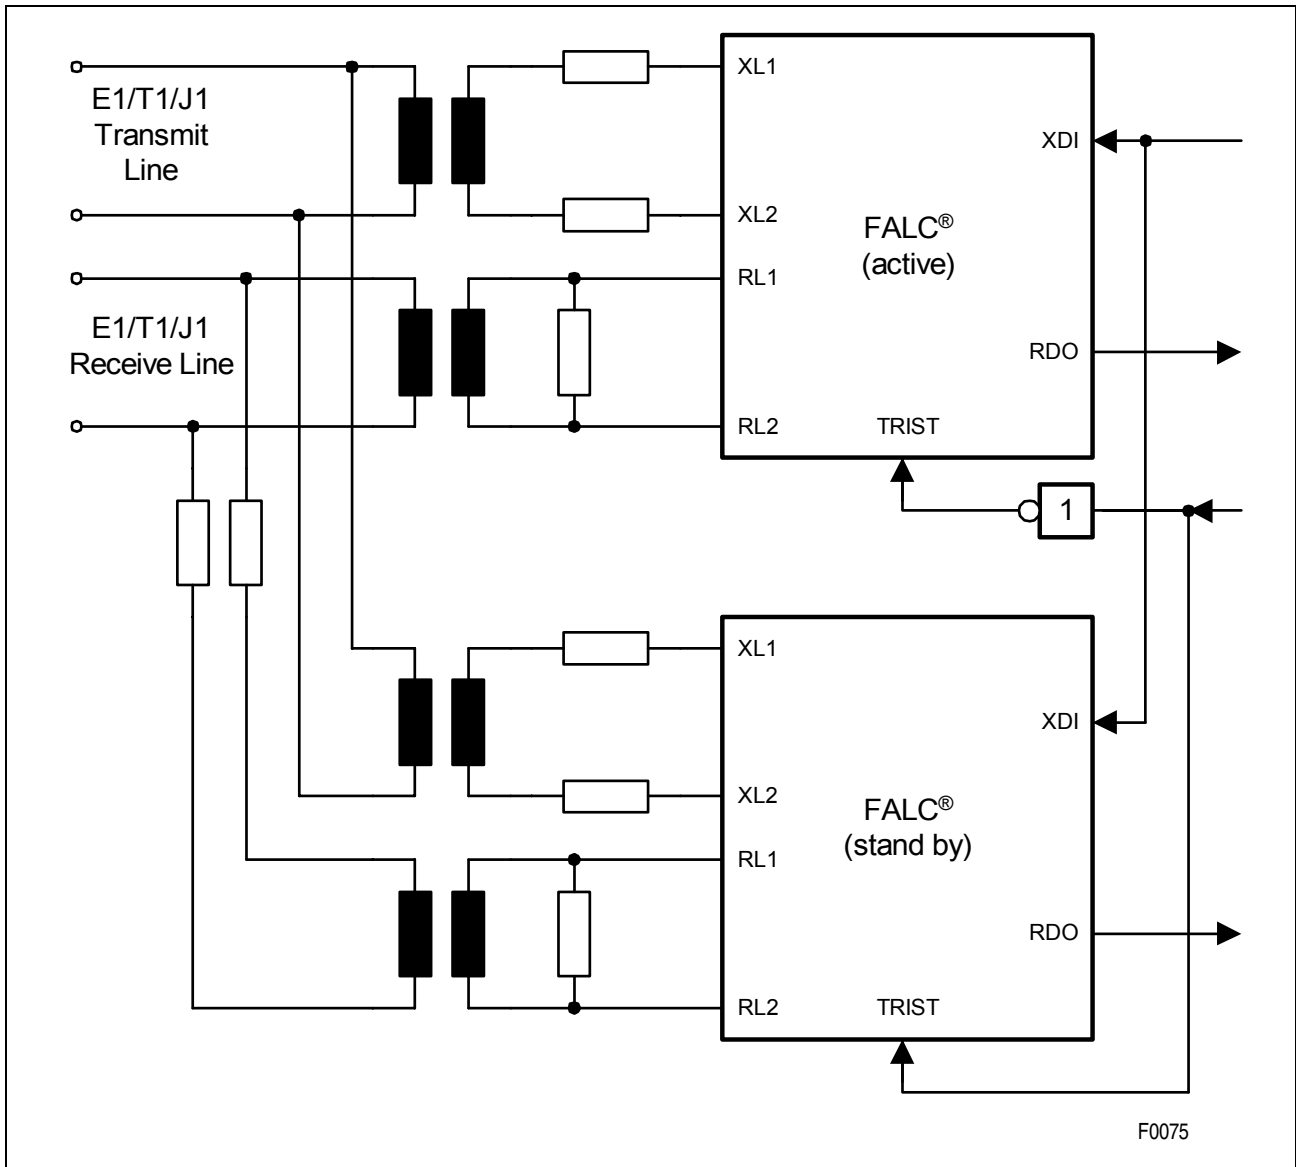 E1/T1/J1
Transmit
Line
E1/T1/J1
Receive Line
XL1
XDI
XL2
FALC®
(active)
RL1
RDO
RL2
TRIST
1
XL1
XDI
XL2
FALC®
(stand by)
RL1
RDO
RL2
TRIST
F0075